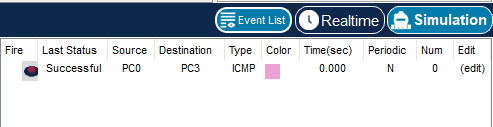 Event List Realtime Simulation
Fire Last Status Source Destination Type Color Time(sec) Periodic Num Edit
Successful PC0 PC3 ICMP 0.000 N 0 (edit)